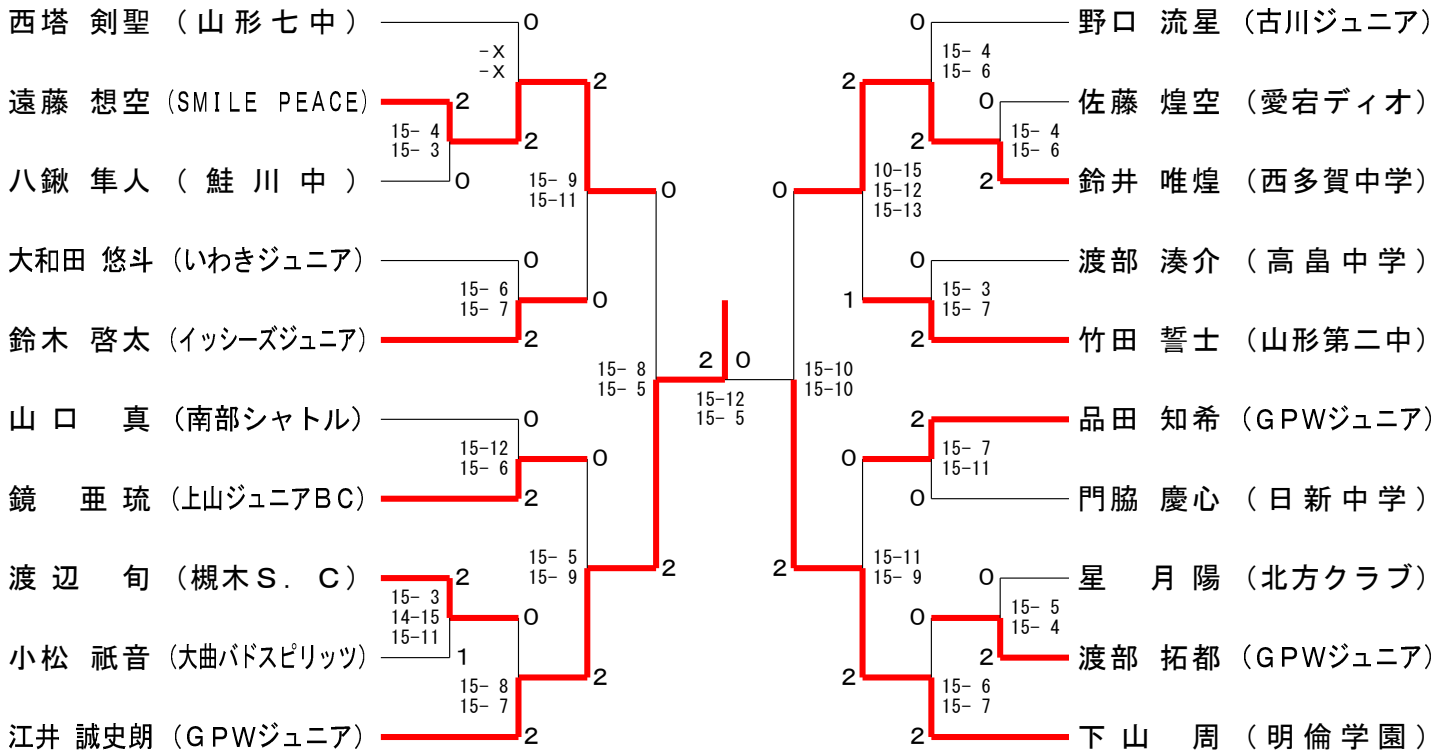 西塔 剣聖 (山形七中) 0
-X
-X
2
遠藤 想空 (SMILE PEACE) 2
15- 4
15- 3
2
八鍬 隼人 (鮭川中) 0
15- 9
15-11
0
大和田 悠斗 (いわきジュニア) 0
15- 6
15- 7
0
鈴木 啓太 (イッシーズジュニア) 2
15- 8
15- 5
山口 真 (南部シャトル) 0
15-12
15- 6
0
鏡 亜琉 (上山ジュニアBC) 2
15- 5
15- 9
2
渡辺 旬 (槻木S. C) 2
15- 3
14-15
15-11
0
小松 祇音 (大曲バドスピリッツ) 1
15- 8
15- 7
2
江井 誠史朗 (GPWジュニア) 2
2 0
15-12
15- 5
0 野口 流星 (古川ジュニア)
15- 4
15- 6
2
0 佐藤 煌空 (愛宕ディオ)
15- 4
15- 6
2
2 鈴井 唯煌 (西多賀中学)
10-15
15-12
15-13
0
0 渡部 湊介 (高畠中学)
15- 3
15- 7
1
2 竹田 誓士 (山形第二中)
15-10
15-10
2 品田 知希 (GPWジュニア)
15- 7
15-11
0
0 門脇 慶心 (日新中学)
15-11
15- 9
2
0 星 月陽 (北方クラブ)
15- 5
15- 4
0
2 渡部 拓都 (GPWジュニア)
15- 6
15- 7
2
2 下山 周 (明倫学園)